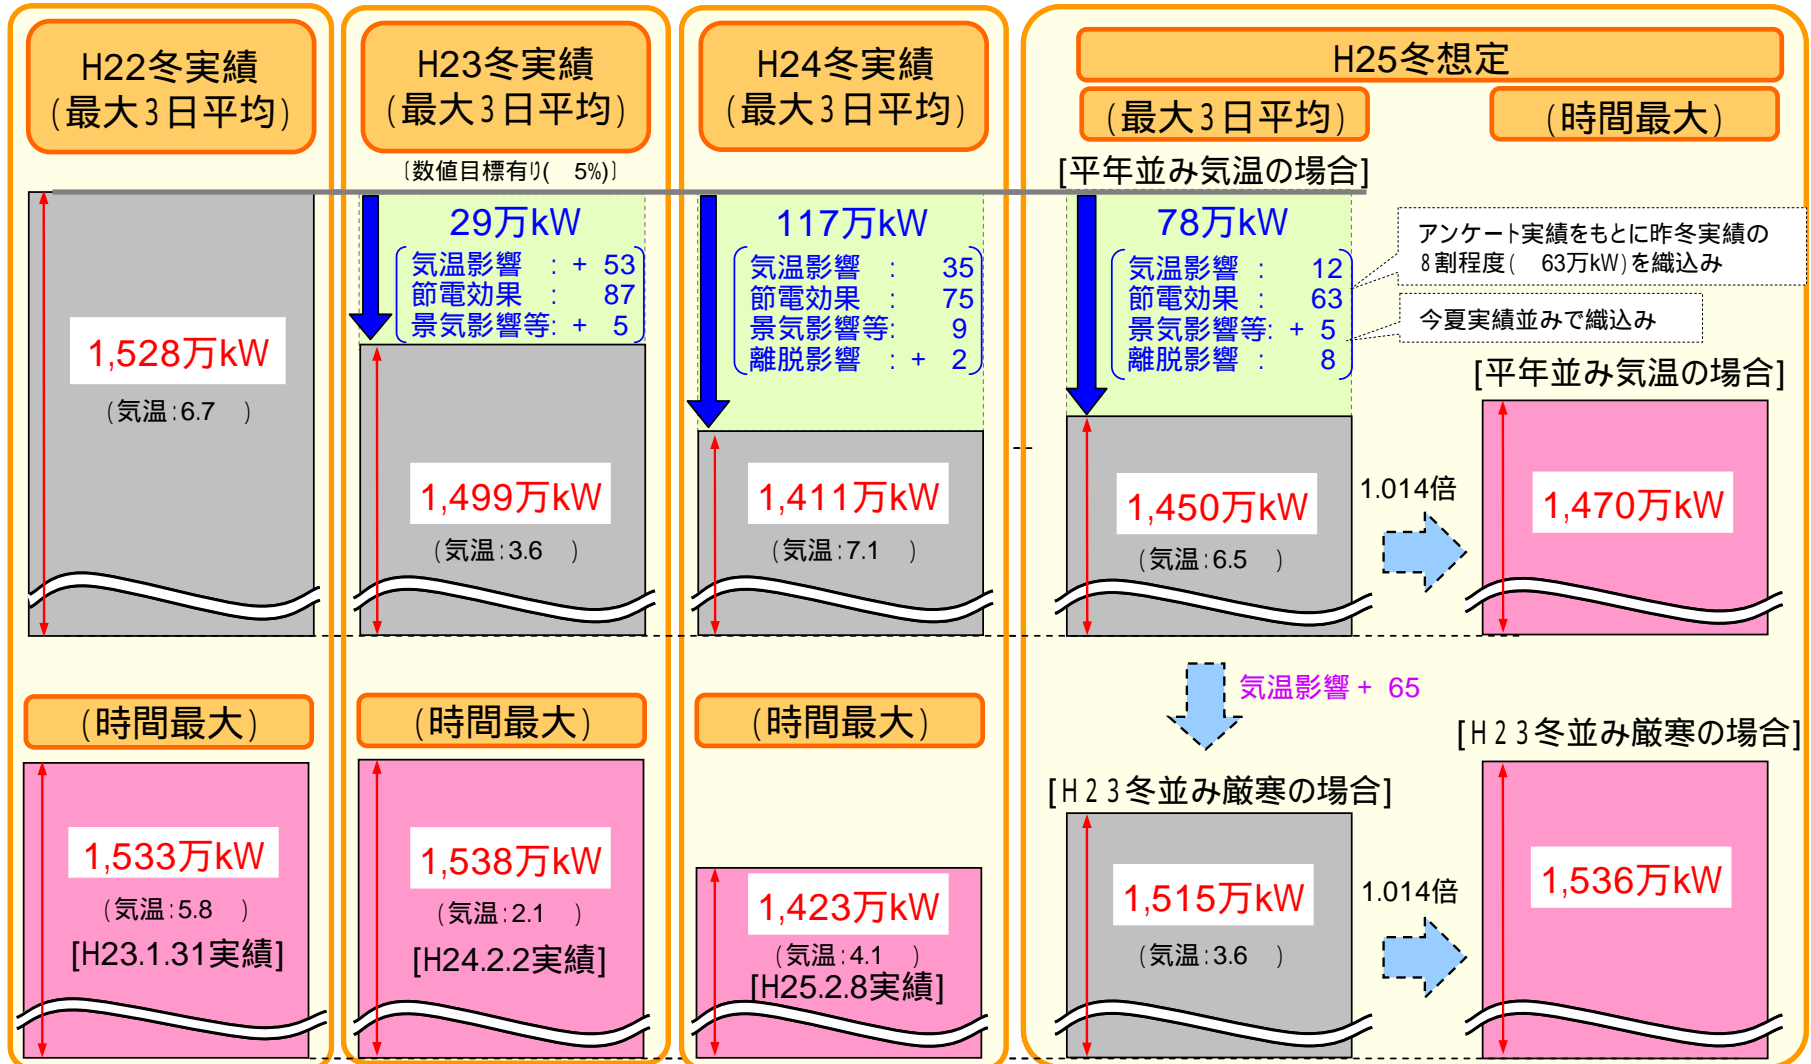 H22冬実績
(最大3日平均)
1,528万kW
(気温:6.7 )
(時間最大)
1,533万kW
(気温:5.8 )
[H23.1.31実績]
H23冬実績
(最大3日平均)
〔数値目標有り( 5%)〕
29万kW
気温影響 : + 53
節電効果 : 87
景気影響等: + 5
1,499万kW
(気温:3.6 )
(時間最大)
1,538万kW
(気温:2.1 )
[H24.2.2実績]
H24冬実績
(最大3日平均)
117万kW
気温影響 : 35
節電効果 : 75
景気影響等: 9
離脱影響 : + 2
1,411万kW
(気温:7.1 )
(時間最大)
1,423万kW
(気温:4.1 )
[H25.2.8実績]
H25冬想定
(最大3日平均)
[平年並み気温の場合]
78万kW
気温影響 : 12
節電効果 : 63
景気影響等: + 5
離脱影響 : 8
アンケート実績をもとに昨冬実績の
8割程度( 63万kW)を織込み
今夏実績並みで織込み
1,450万kW
(気温:6.5 )
1.014倍
(時間最大)
[平年並み気温の場合]
1,470万kW
気温影響 + 65
[H23冬並み厳寒の場合]
1,515万kW
(気温:3.6 )
1.014倍
[H23冬並み厳寒の場合]
1,536万kW